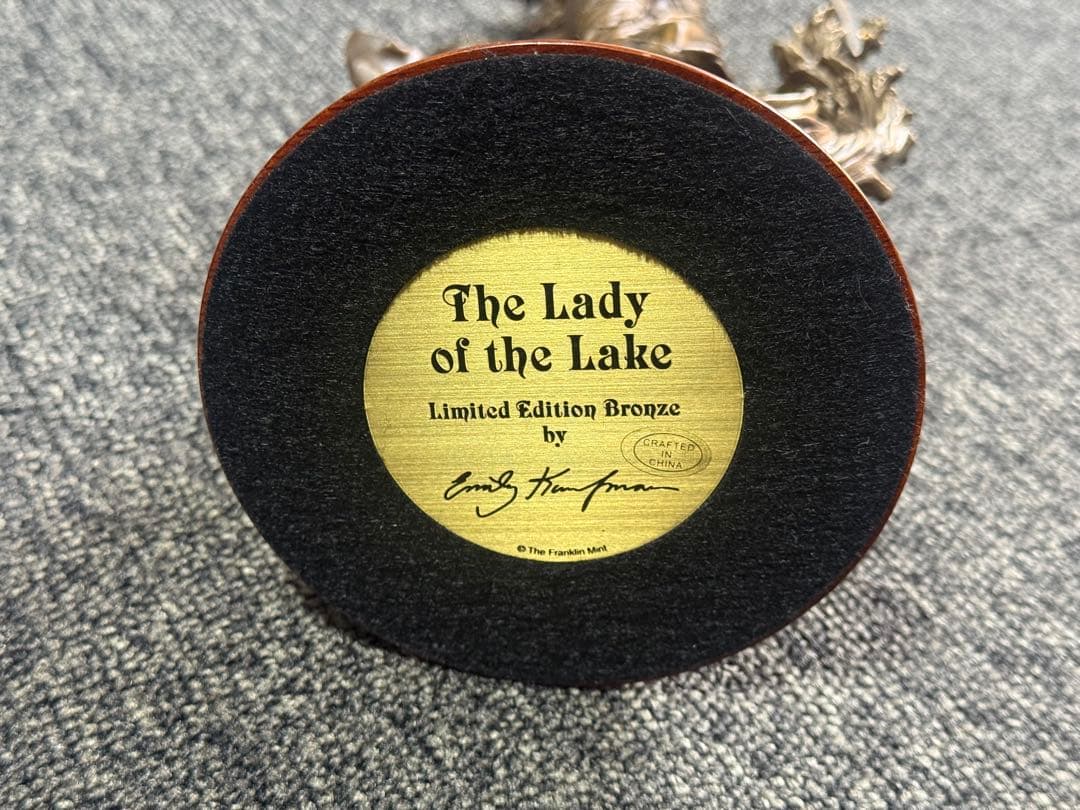 The Lady
of the Lake
Limited Edition Bronze
by
CRAFTED
IN
CHINA
Emily Kaufman
© The Franklin Mint